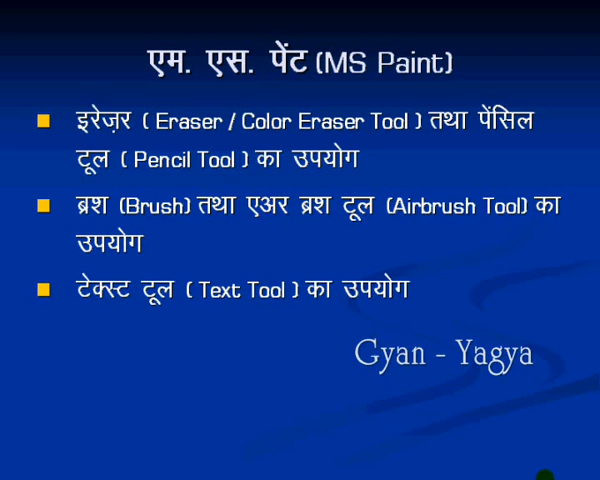 एम. एस. पेंट (MS Paint)
इरेज़र ( Eraser / Color Eraser Tool ) तथा पेंसिल
टूल ( Pencil Tool ) का उपयोग
ब्रश (Brush) तथा एअर ब्रश टूल (Airbrush Tool) का
उपयोग
टेक्स्ट टूल ( Text Tool ) का उपयोग
Gyan - Yagya